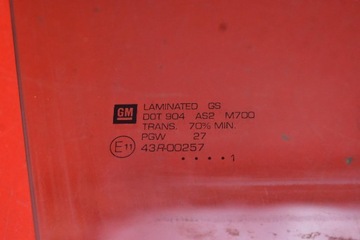 GM
LAMINATED GS
DOT 904 AS2 M700
TRANS. 70% MIN.
PGW 27
E11 43R-00257
• • • • 1